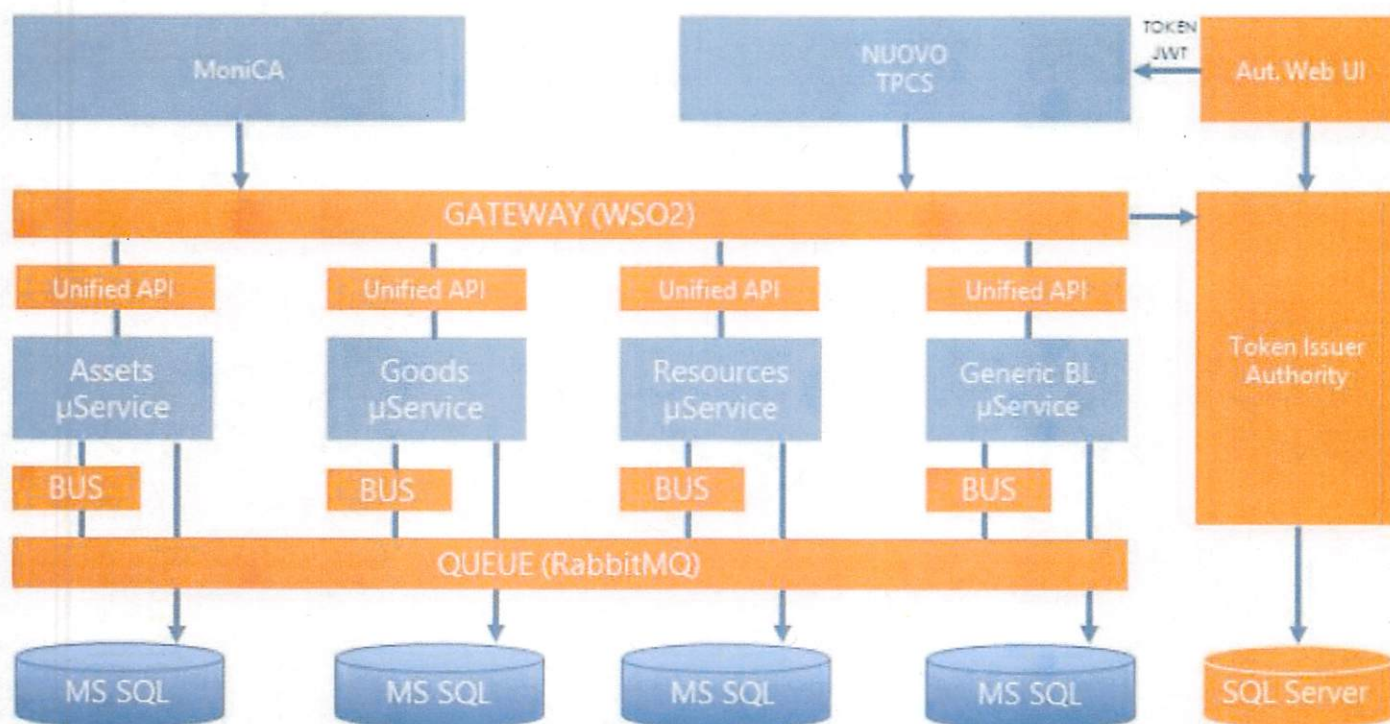 MoniCA
NUOVO
TPCS
TOKEN
JWT
Aut. Web UI
GATEWAY (WSO2)
Unified API
Unified API
Unified API
Unified API
Assets
µService
Goods
µService
Resources
µService
Generic BL
µService
Token Issuer
Authority
BUS
BUS
BUS
BUS
QUEUE (RabbitMQ)
MS SQL
MS SQL
MS SQL
MS SQL
SQL Server